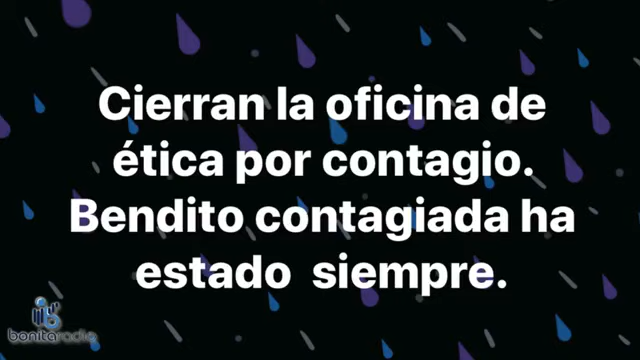 Cierran la oficina de
ética por contagio.
Bendito contagiada ha
estado  siempre.
bonitaradio